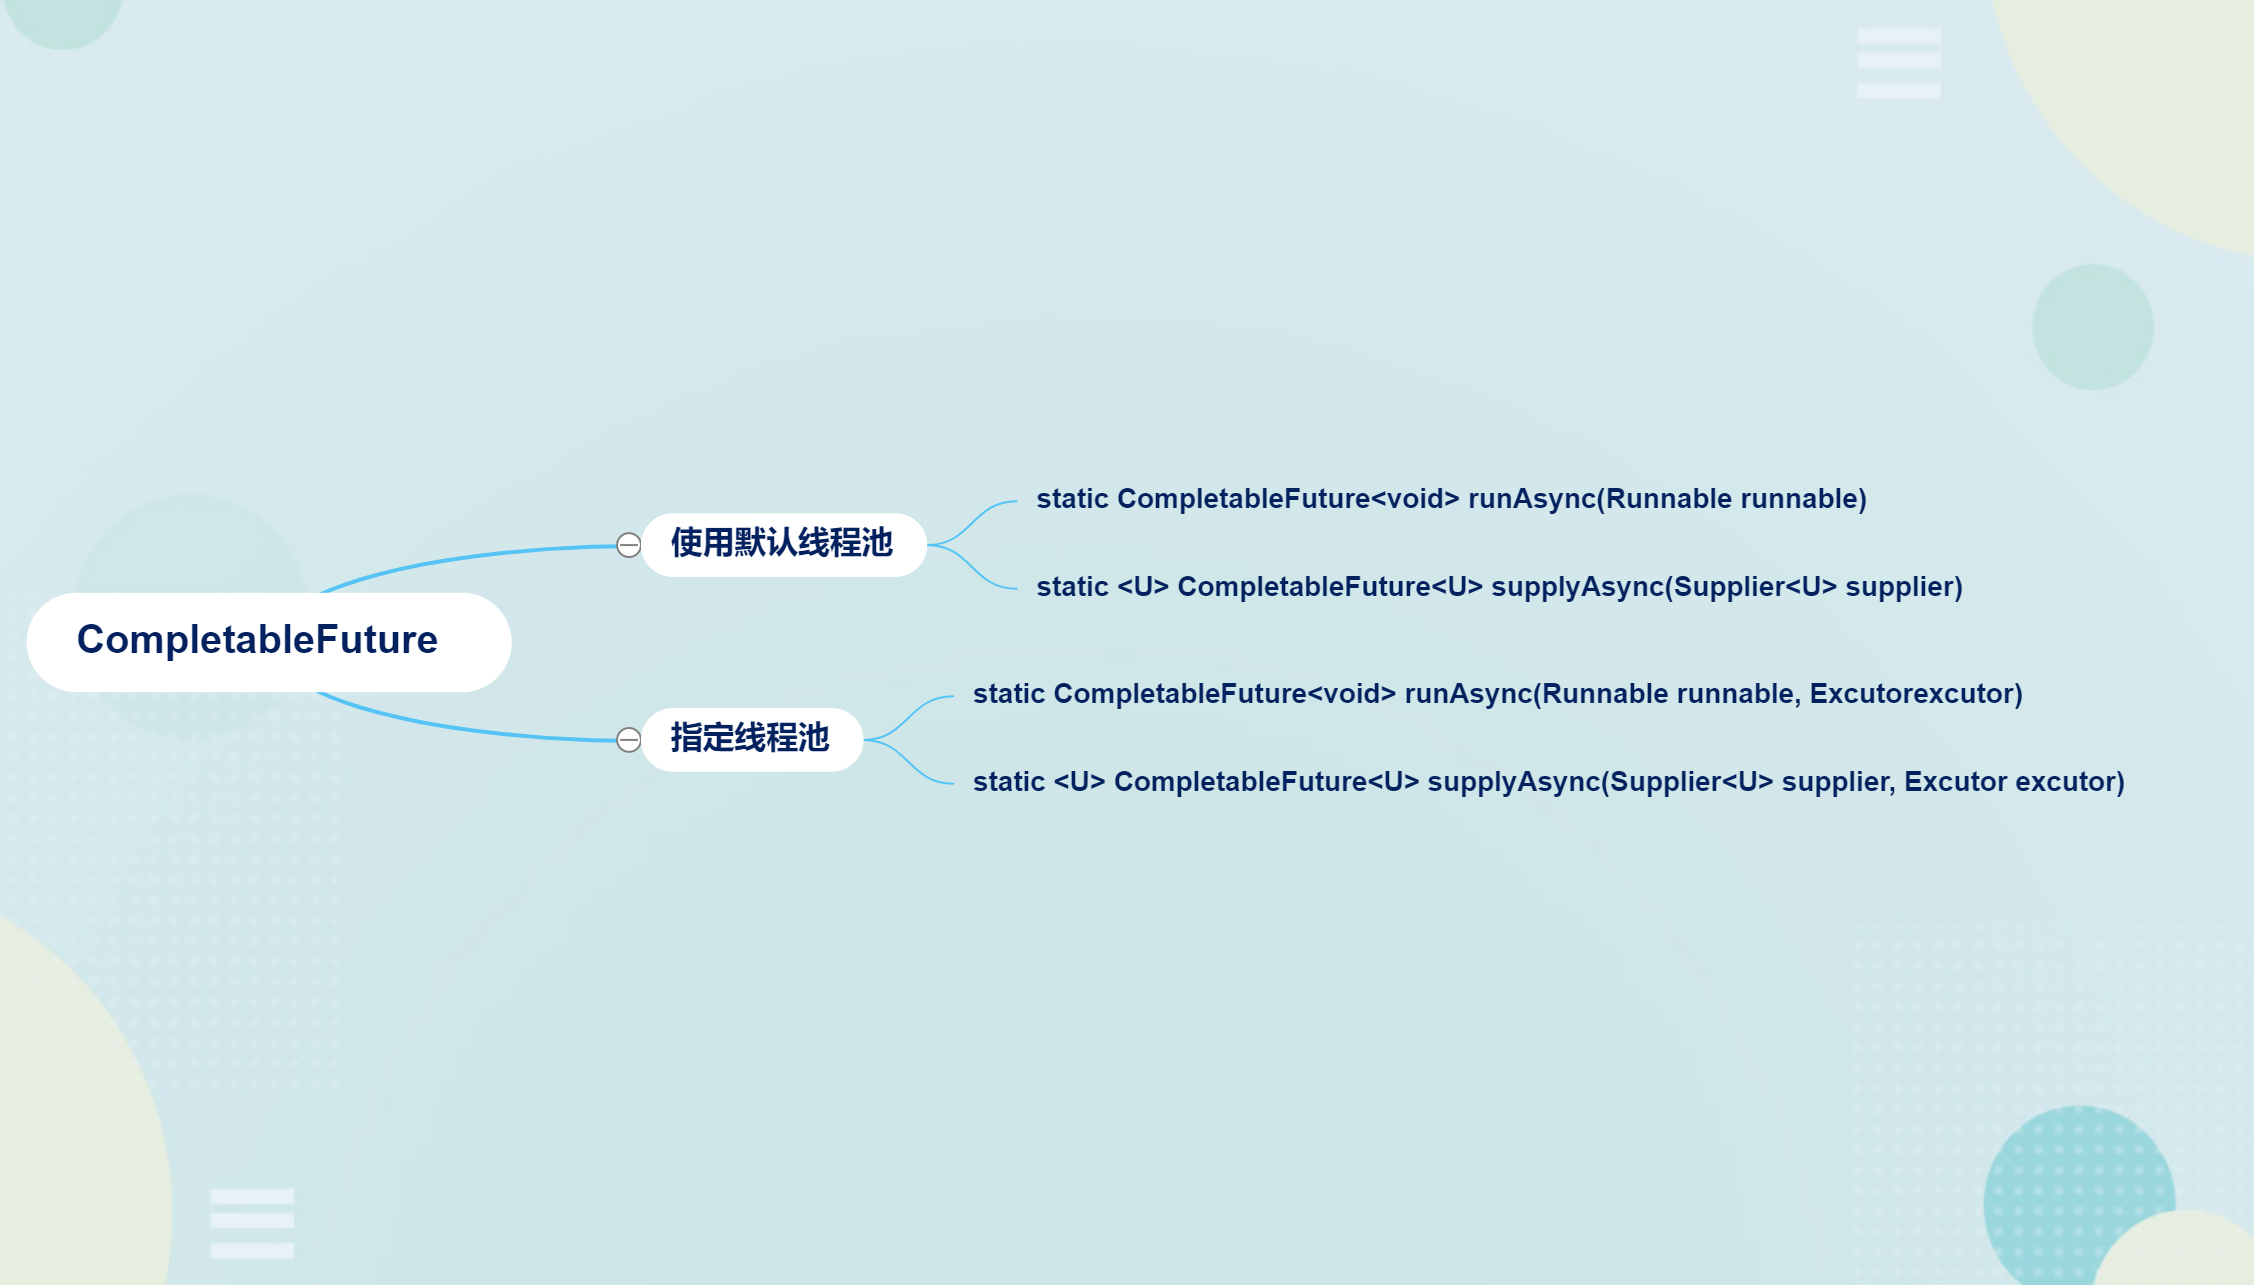 CompletableFuture
使用默认线程池
static CompletableFuture<void> runAsync(Runnable runnable)
static <U> CompletableFuture<U> supplyAsync(Supplier<U> supplier)
指定线程池
static CompletableFuture<void> runAsync(Runnable runnable, Excutorexcutor)
static <U> CompletableFuture<U> supplyAsync(Supplier<U> supplier, Excutor excutor)